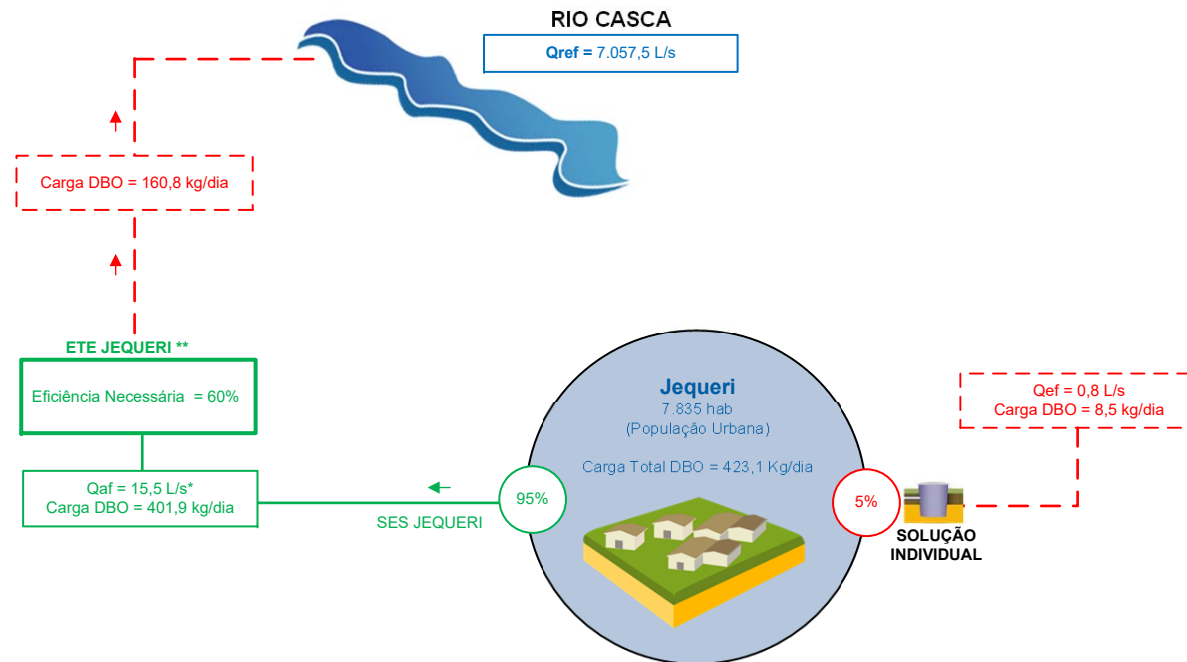 RIO CASCA
Qref = 7.057,5 L/s
Carga DBO = 160,8 kg/dia
ETE JEQUERI **
Eficiência Necessária = 60%
Qaf = 15,5 L/s*
Carga DBO = 401,9 kg/dia
SES JEQUERI
95%
Jequeri
7.835 hab
(População Urbana)
Carga Total DBO = 423,1 Kg/dia
5%
SOLUÇÃO
INDIVIDUAL
Qef = 0,8 L/s
Carga DBO = 8,5 kg/dia